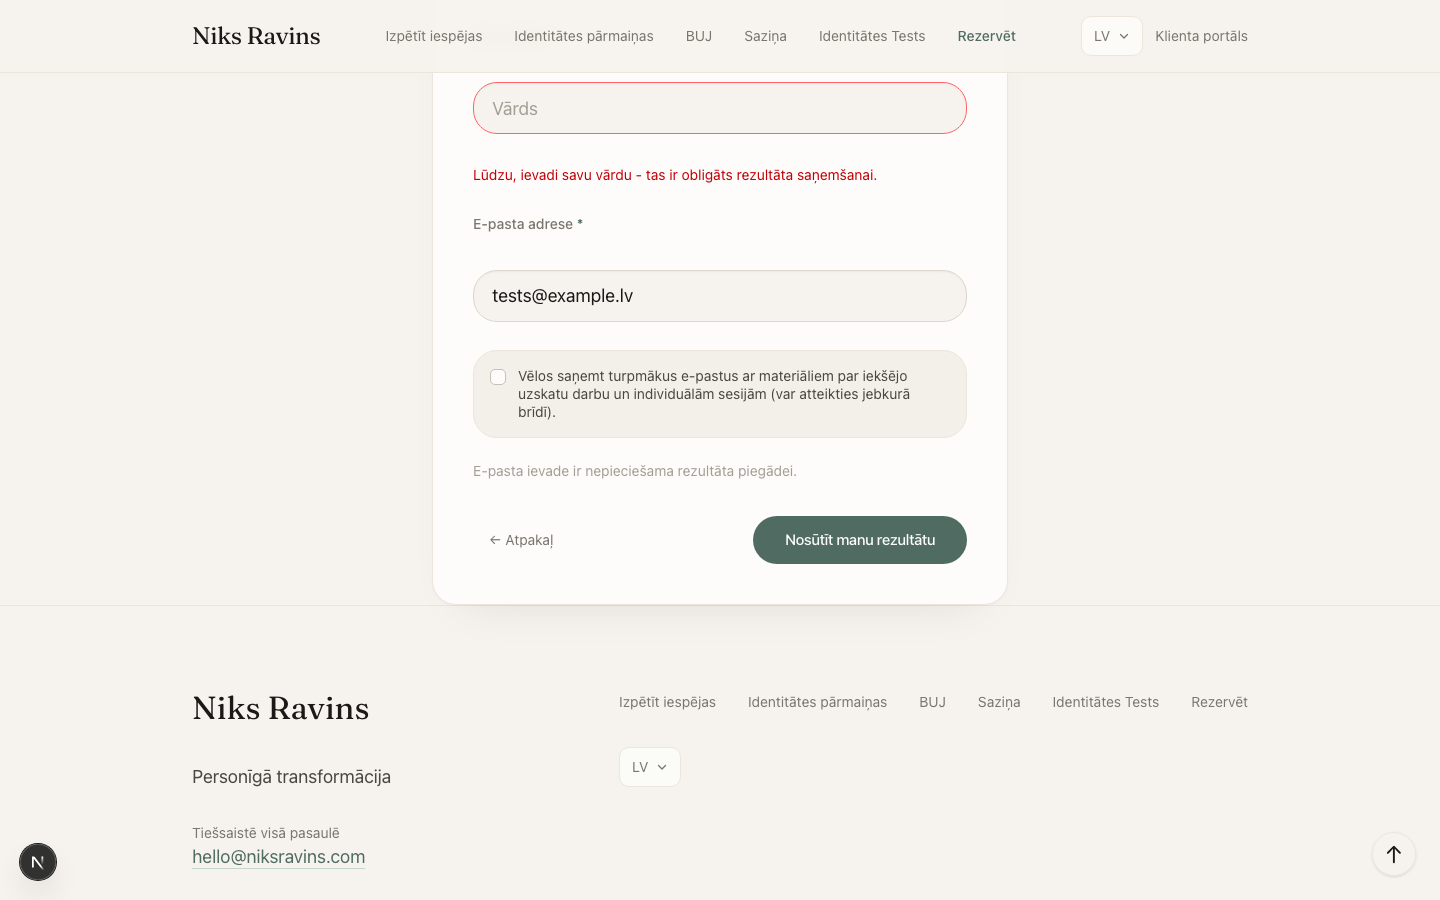 Niks Ravins
Izpētīt iespējas
Identitātes pārmaiņas
BUJ
Saziņa
Identitātes Tests
Rezervēt
LV
Klienta portāls
Vārds
Lūdzu, ievadi savu vārdu - tas ir obligāts rezultāta saņemšanai.
E-pasta adrese *
tests@example.lv
Vēlos saņemt turpmākus e-pastus ar materiāliem par iekšējo
uzskatu darbu un individuālām sesijām (var atteikties jebkurā
brīdī).
E-pasta ievade ir nepieciešama rezultāta piegādei.
← Atpakaļ
Nosūtīt manu rezultātu
Niks Ravins
Izpētīt iespējas
Identitātes pārmaiņas
BUJ
Saziņa
Identitātes Tests
Rezervēt
LV
Personīgā transformācija
Tiešsaistē visā pasaulē
hello@niksravins.com
N